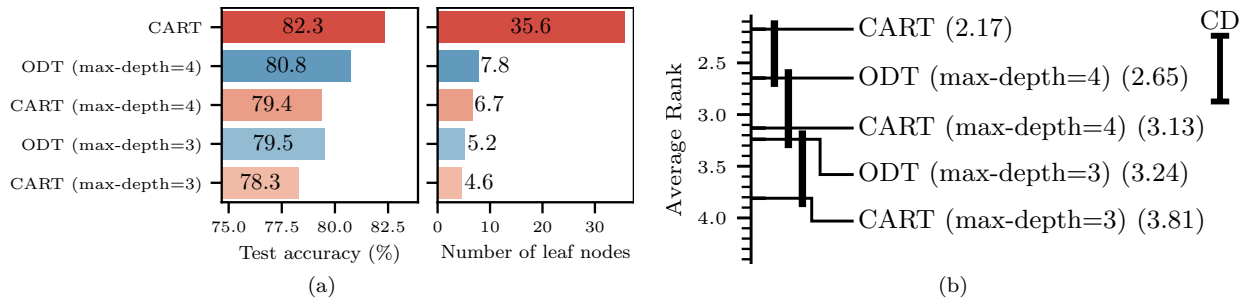 CART
ODT (max-depth=4)
CART (max-depth=4)
ODT (max-depth=3)
CART (max-depth=3)
82.3
80.8
79.4
79.5
78.3
75.0 77.5 80.0 82.5
Test accuracy (%)
35.6
7.8
6.7
5.2
4.6
0 10 20 30
Number of leaf nodes
(a)
Average Rank
2.5
3.0
3.5
4.0
CART (2.17)
ODT (max-depth=4) (2.65)
CART (max-depth=4) (3.13)
ODT (max-depth=3) (3.24)
CART (max-depth=3) (3.81)
CD
(b)